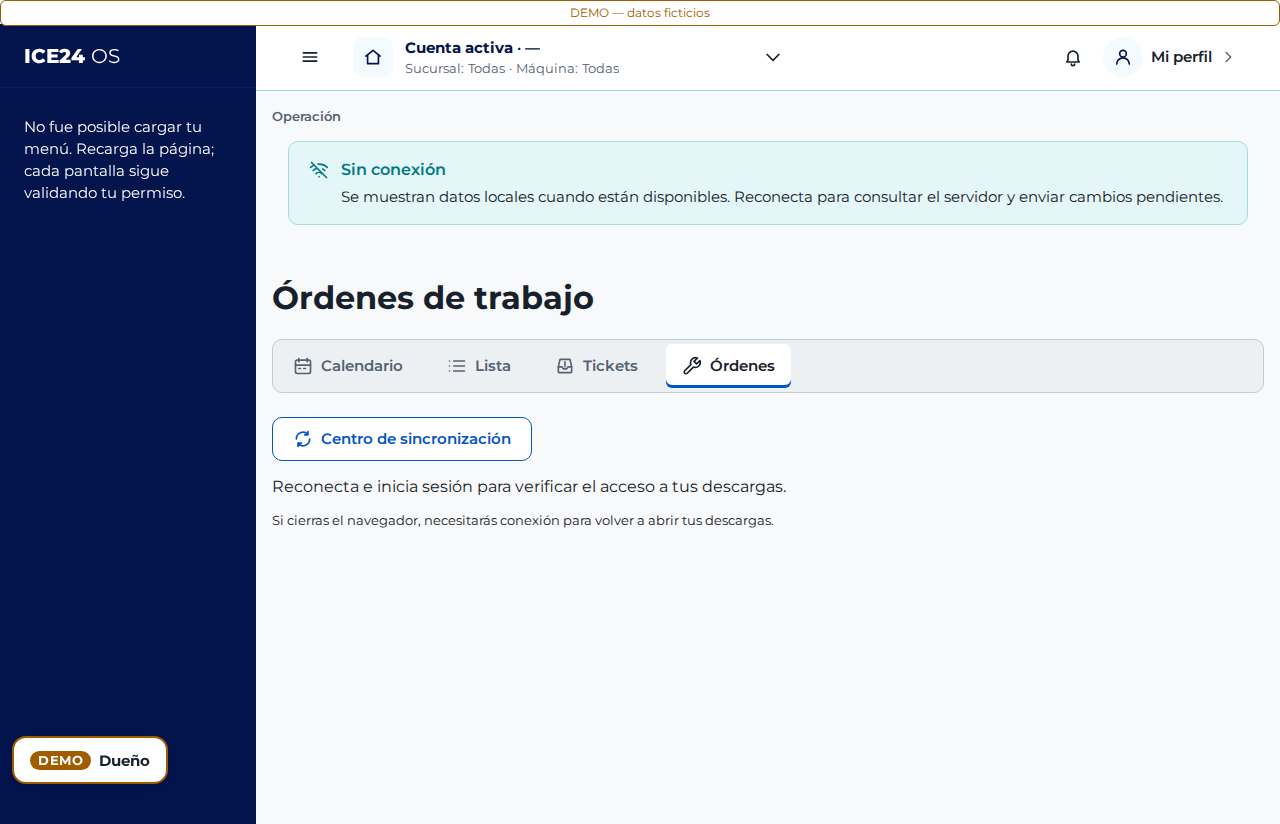 DEMO — datos ficticios
ICE24 OS
Cuenta activa · —
Sucursal: Todas · Máquina: Todas
Mi perfil
No fue posible cargar tu
menú. Recarga la página;
cada pantalla sigue
validando tu permiso.
Operación
Sin conexión
Se muestran datos locales cuando están disponibles. Reconecta para consultar el servidor y enviar cambios pendientes.
Órdenes de trabajo
Calendario
Lista
Tickets
Órdenes
Centro de sincronización
Reconecta e inicia sesión para verificar el acceso a tus descargas.
Si cierras el navegador, necesitarás conexión para volver a abrir tus descargas.
DEMO Dueño